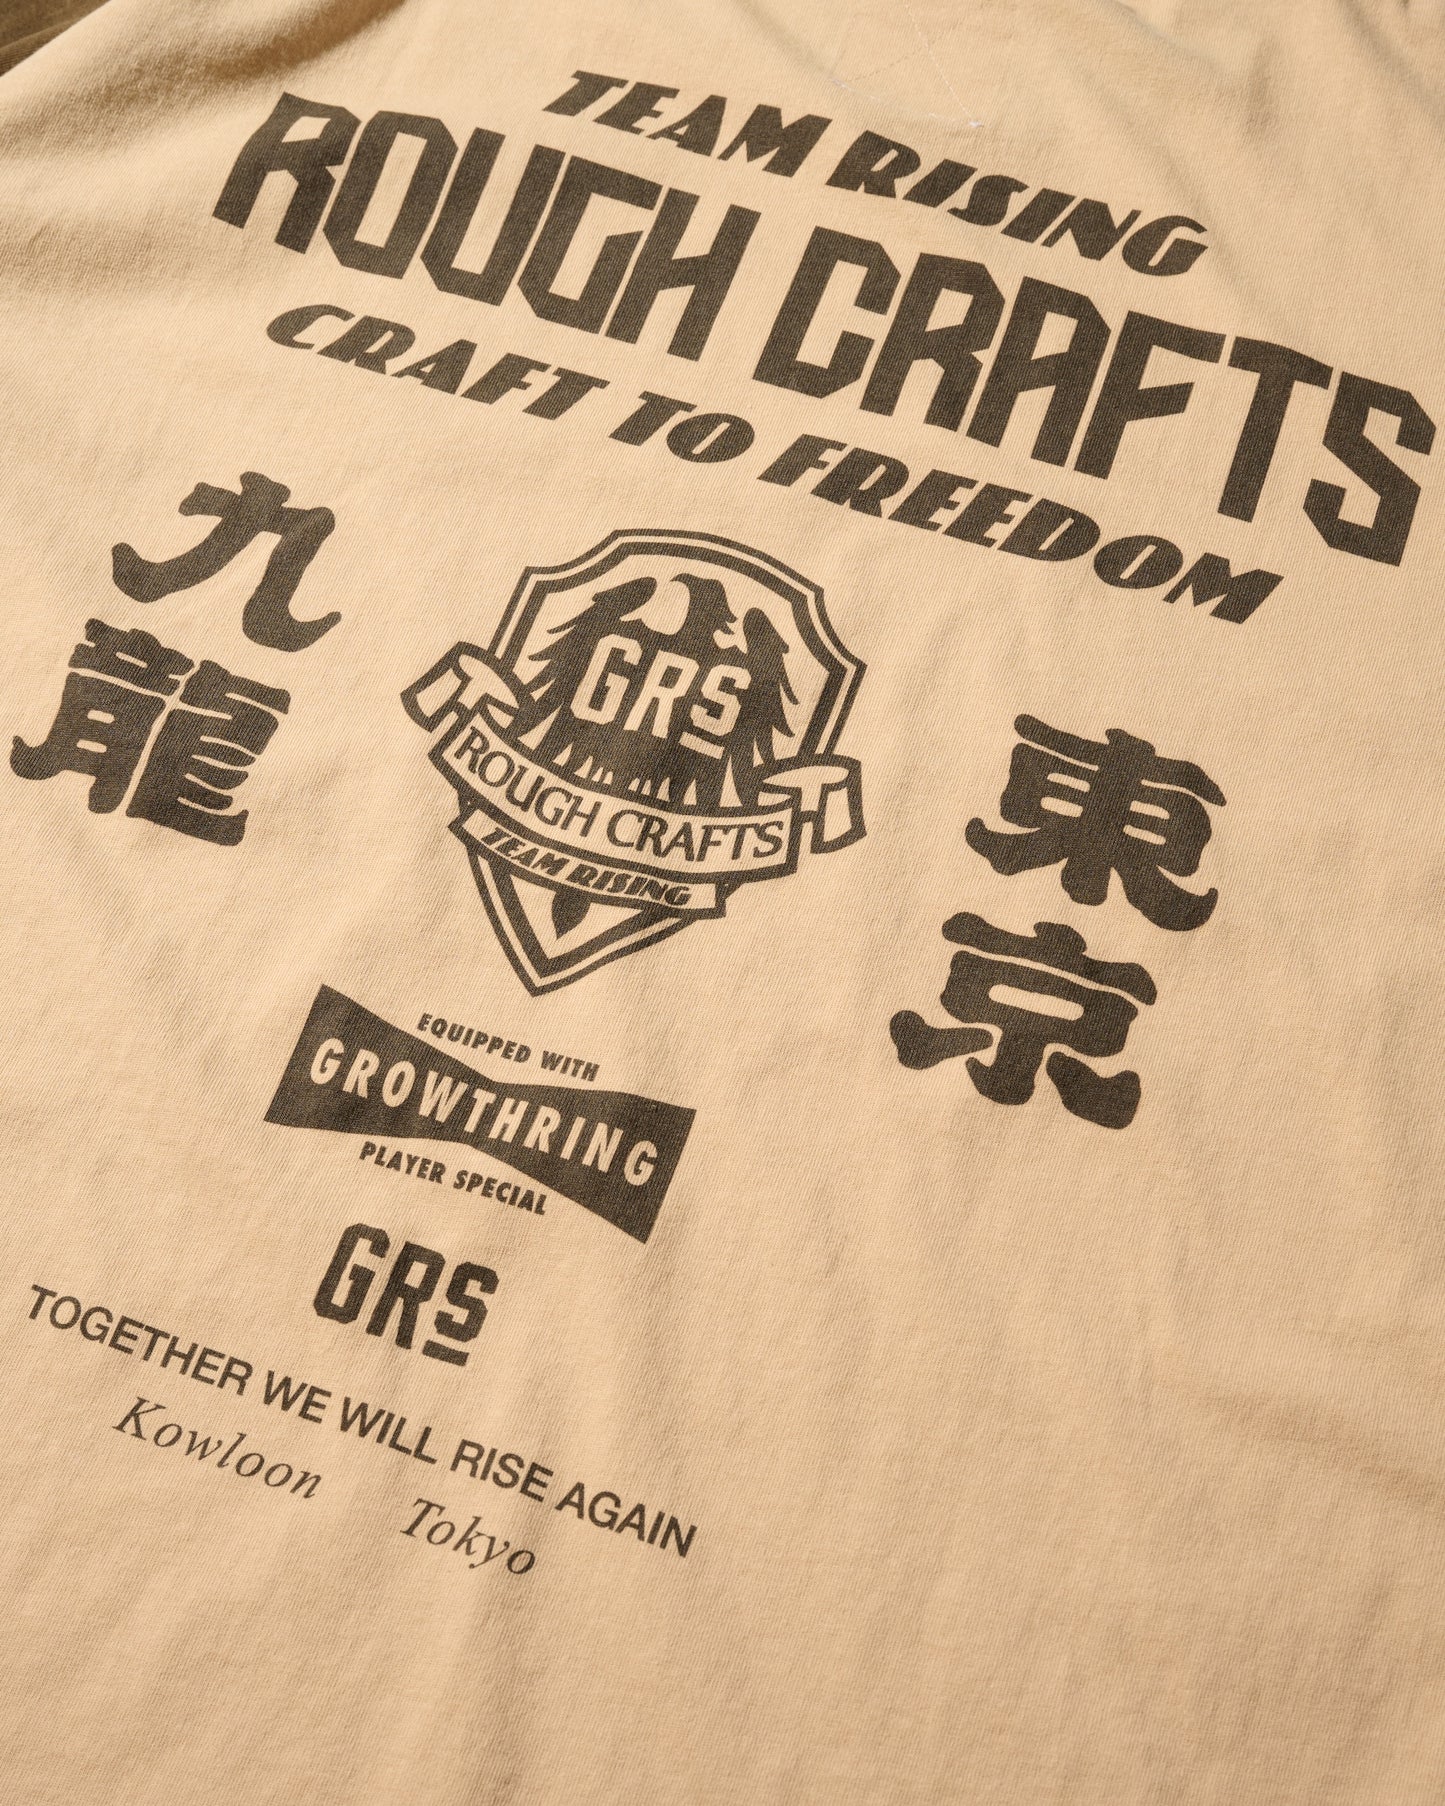 TEAM RISING
ROUGH CRAFTS
CRAFT TO FREEDOM
九龍
東京
GRS
ROUGH CRAFTS
TEAM RISING
EQUIPPED WITH
GROWTHRING
PLAYER SPECIAL
GRS
TOGETHER WE WILL RISE AGAIN
Kowloon Tokyo